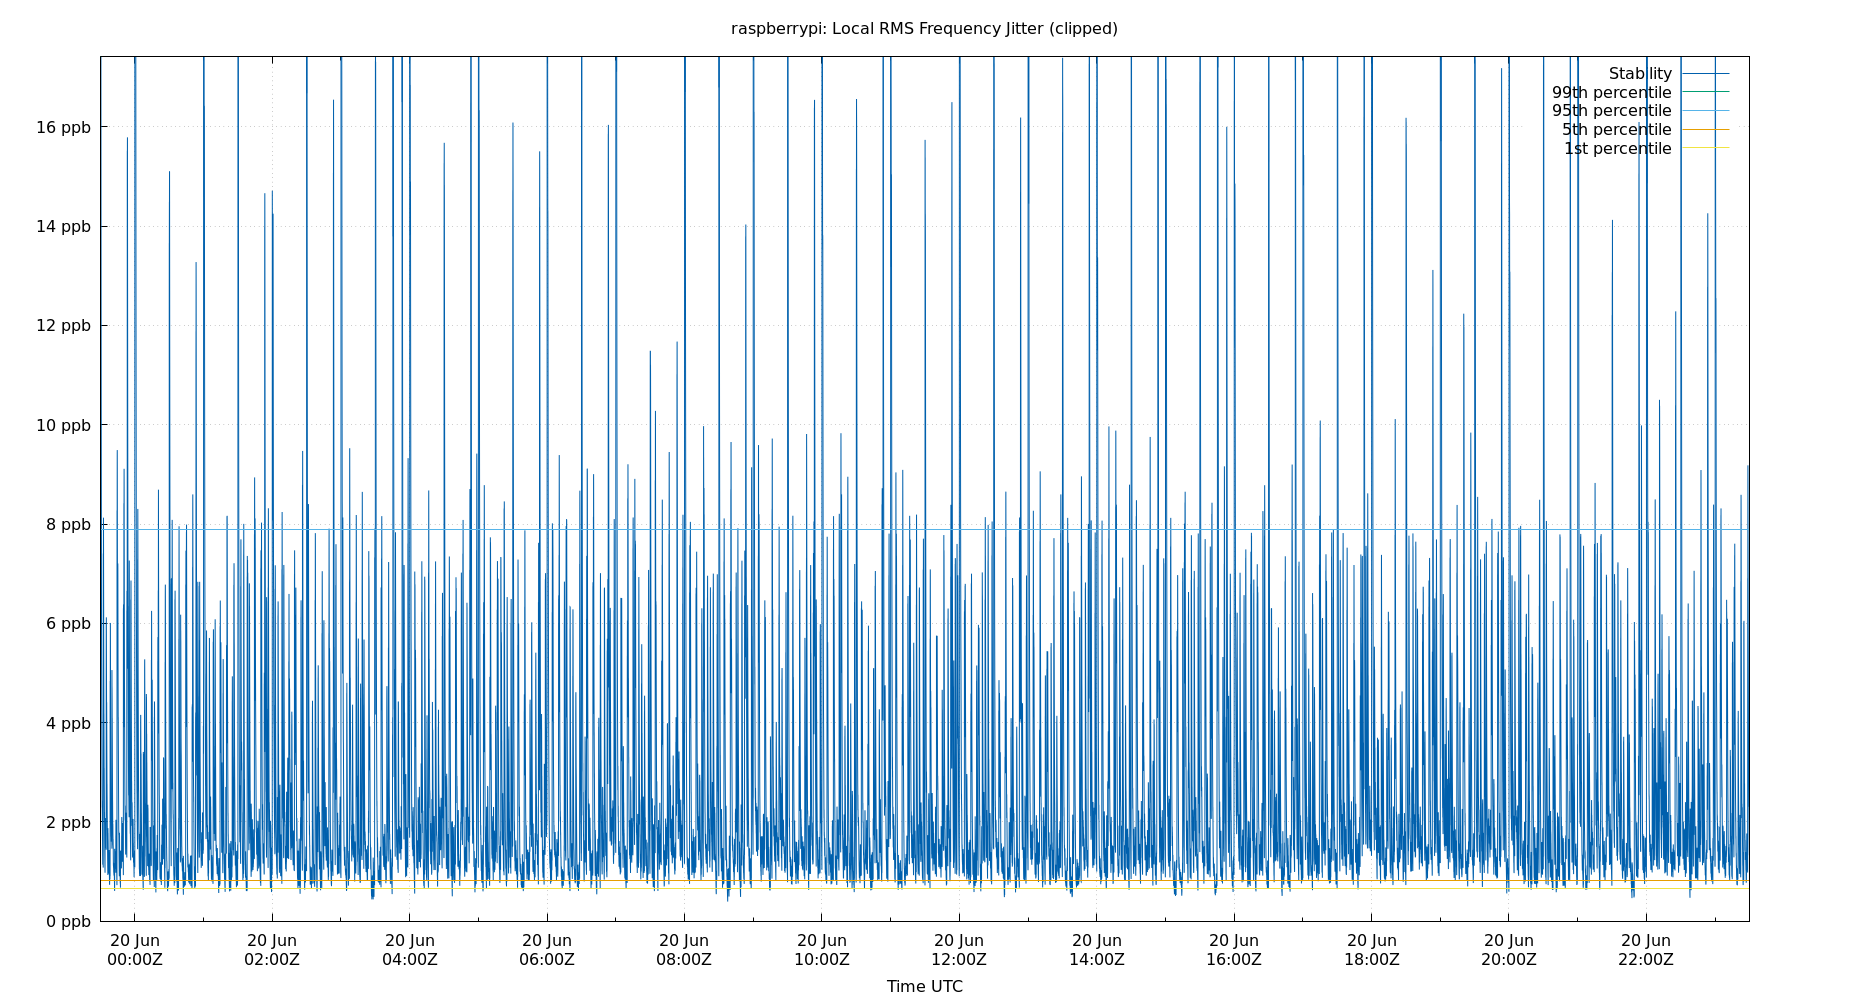 raspberrypi: Local RMS Frequency Jitter (clipped)
Stability
99th percentile
95th percentile
5th percentile
1st percentile
16 ppb
14 ppb
12 ppb
10 ppb
8 ppb
6 ppb
4 ppb
2 ppb
0 ppb
20 Jun 20 Jun 20 Jun 20 Jun 20 Jun 20 Jun 20 Jun 20 Jun 20 Jun 20 Jun 20 Jun 20 Jun
00:00Z 02:00Z 04:00Z 06:00Z 08:00Z 10:00Z 12:00Z 14:00Z 16:00Z 18:00Z 20:00Z 22:00Z
Time UTC